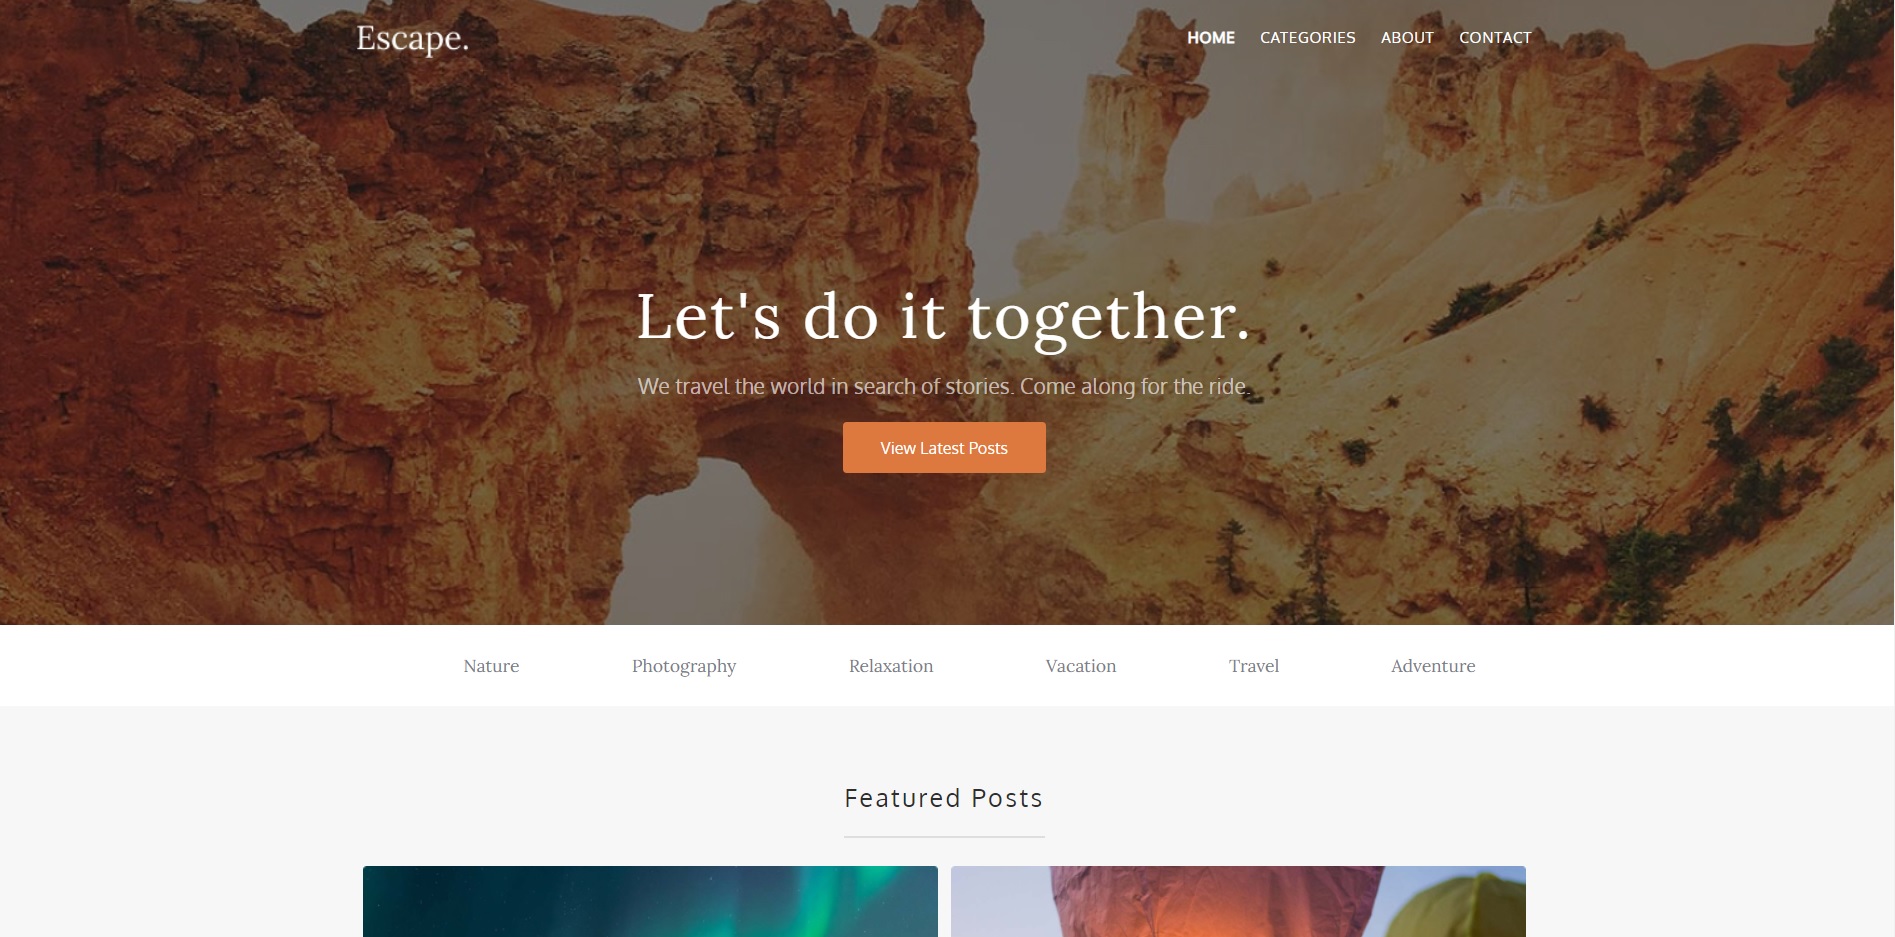 Escape.
HOME CATEGORIES ABOUT CONTACT
Let's do it together.
We travel the world in search of stories. Come along for the ride.
View Latest Posts
Nature Photography Relaxation Vacation Travel Adventure
Featured Posts